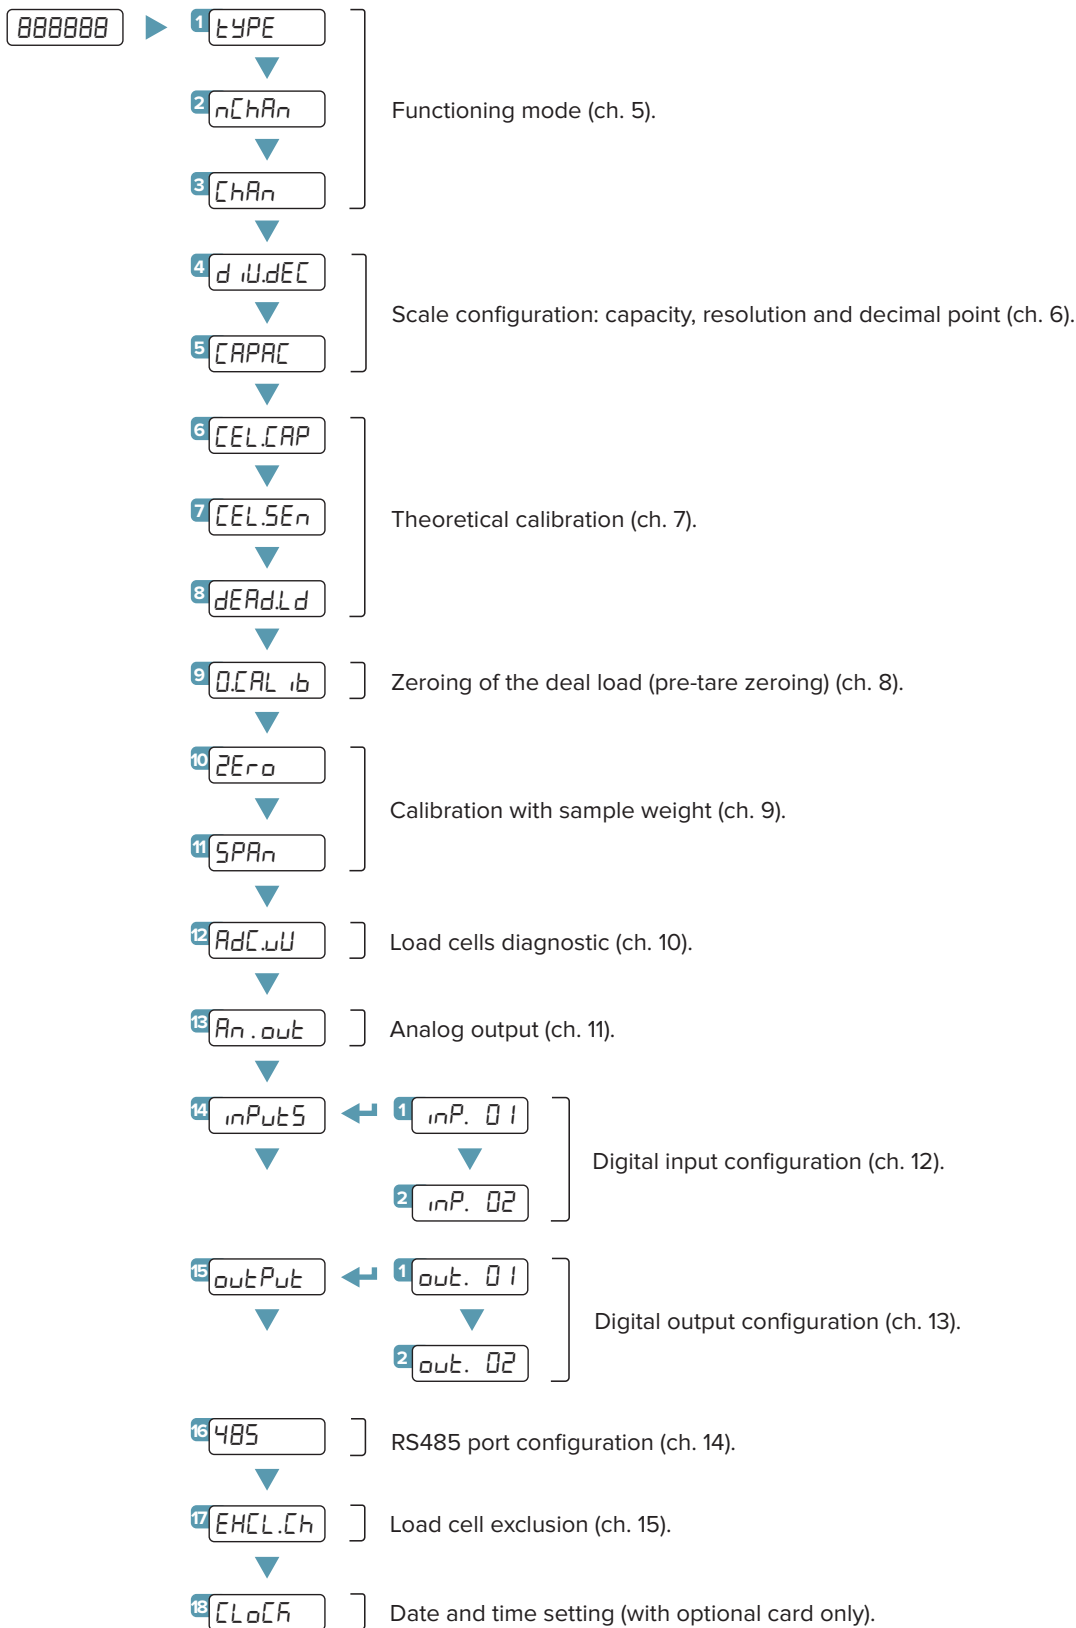 888888
1 tYPE
2 nChAn
Functioning mode (ch. 5).
3 ChAn
4 diU.dEC
Scale configuration: capacity, resolution and decimal point (ch. 6).
5 CAPAC
6 CEL.CAP
7 CEL.SEn
Theoretical calibration (ch. 7).
8 dEAd.Ld
9 0.CALib
Zeroing of the deal load (pre-tare zeroing) (ch. 8).
10 ZEro
Calibration with sample weight (ch. 9).
11 SPAn
12 AdC.uU
Load cells diagnostic (ch. 10).
13 An.out
Analog output (ch. 11).
14 inPutS
1 inP. 01
Digital input configuration (ch. 12).
2 inP. 02
15 outPut
1 out. 01
Digital output configuration (ch. 13).
2 out. 02
16 485
RS485 port configuration (ch. 14).
17 EHCL.Ch
Load cell exclusion (ch. 15).
18 CLoCK
Date and time setting (with optional card only).